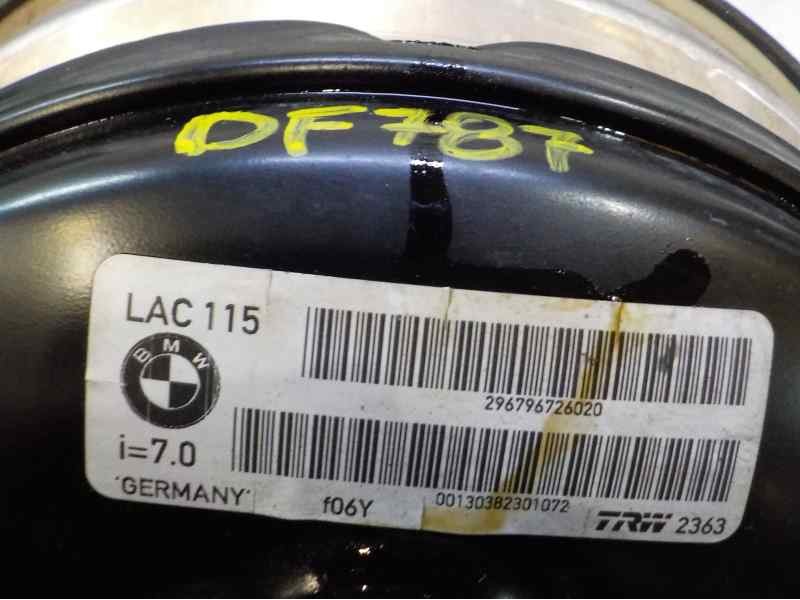 DF787
LAC 115
BMW
296796726020
i=7.0
GERMANY
f06Y
00130382301072
TRW 2363